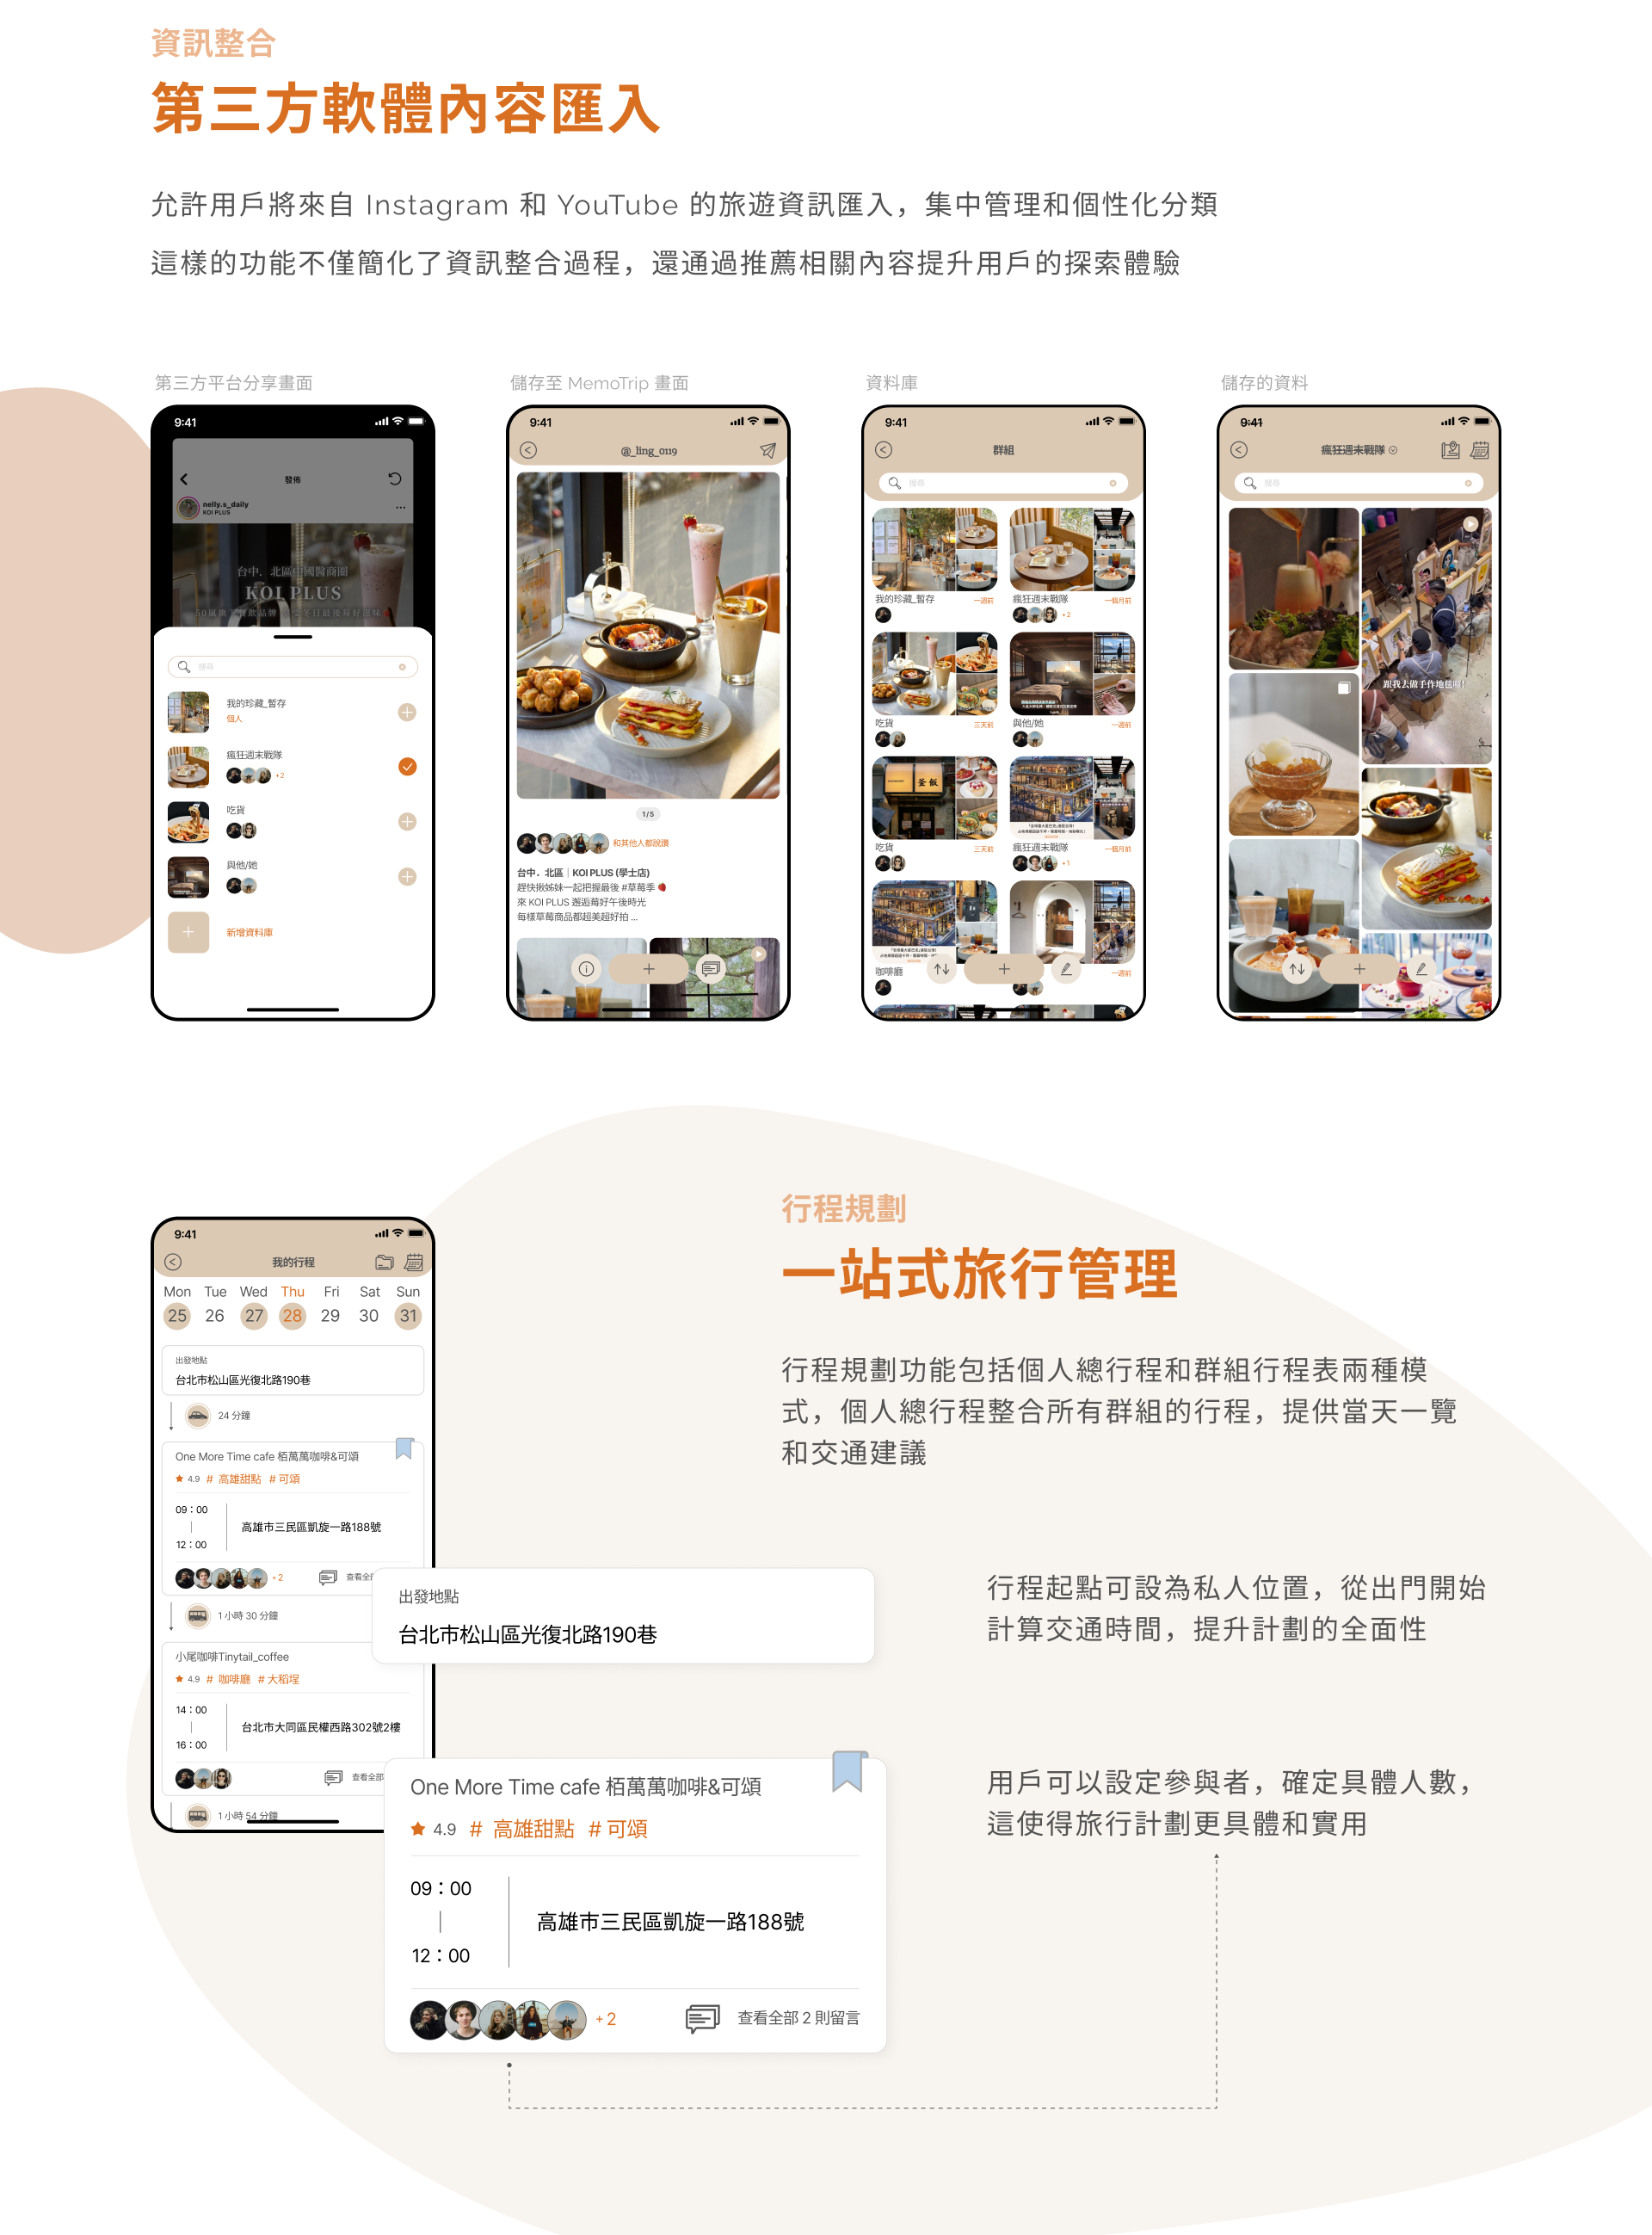 資訊整合
第三方軟體內容匯入
允許用戶將來自 Instagram 和 YouTube 的旅遊資訊匯入，集中管理和個性化分類
這樣的功能不僅簡化了資訊整合過程，還通過推薦相關內容提升用戶的探索體驗
第三方平台分享畫面
9:41
發佈
nelly.s_daily
KOI PLUS
台中．北區中國醫商圈
KOI PLUS
搜尋
我的珍藏_暫存
個人
瘋狂週末戰隊
+2
吃貨
與他/她
新增資料庫
儲存至 MemoTrip 畫面
9:41
@_ling_0119
1/5
和其他人都說讚
台中．北區｜KOI PLUS (學士店)
趕快揪姊妹一起把握最後 #草莓季 🍓
來 KOI PLUS 邂逅莓好午後時光
每樣草莓商品都超美超好拍 ...
資料庫
9:41
群組
搜尋
我的珍藏_暫存
一週前
瘋狂週末戰隊
一個月前
+2
吃貨
三天前
與他/她
一週前
釜飯
吃貨
三天前
瘋狂週末戰隊
一個月前
+1
咖啡廳
一週前
儲存的資料
9:41
瘋狂週末戰隊
搜尋
跟我去做手作地毯喔!
行程規劃
一站式旅行管理
行程規劃功能包括個人總行程和群組行程表兩種模
式，個人總行程整合所有群組的行程，提供當天一覽
和交通建議
9:41
我的行程
Mon Tue Wed Thu Fri Sat Sun
25 26 27 28 29 30 31
出發地點
台北市松山區光復北路190巷
24 分鐘
One More Time cafe 栢萬萬咖啡&可頌
4.9 # 高雄甜點 # 可頌
09：00
12：00
高雄市三民區凱旋一路188號
+2
查看全
1 小時 30 分鐘
小尾咖啡Tinytail_coffee
4.9 # 咖啡廳 # 大稻埕
14：00
16：00
台北市大同區民權西路302號2樓
查看全部
1 小時 54 分鐘
出發地點
台北市松山區光復北路190巷
行程起點可設為私人位置，從出門開始
計算交通時間，提升計劃的全面性
One More Time cafe 栢萬萬咖啡&可頌
4.9 # 高雄甜點 # 可頌
09：00
12：00
高雄市三民區凱旋一路188號
+2
查看全部 2 則留言
用戶可以設定參與者，確定具體人數，
這使得旅行計劃更具體和實用